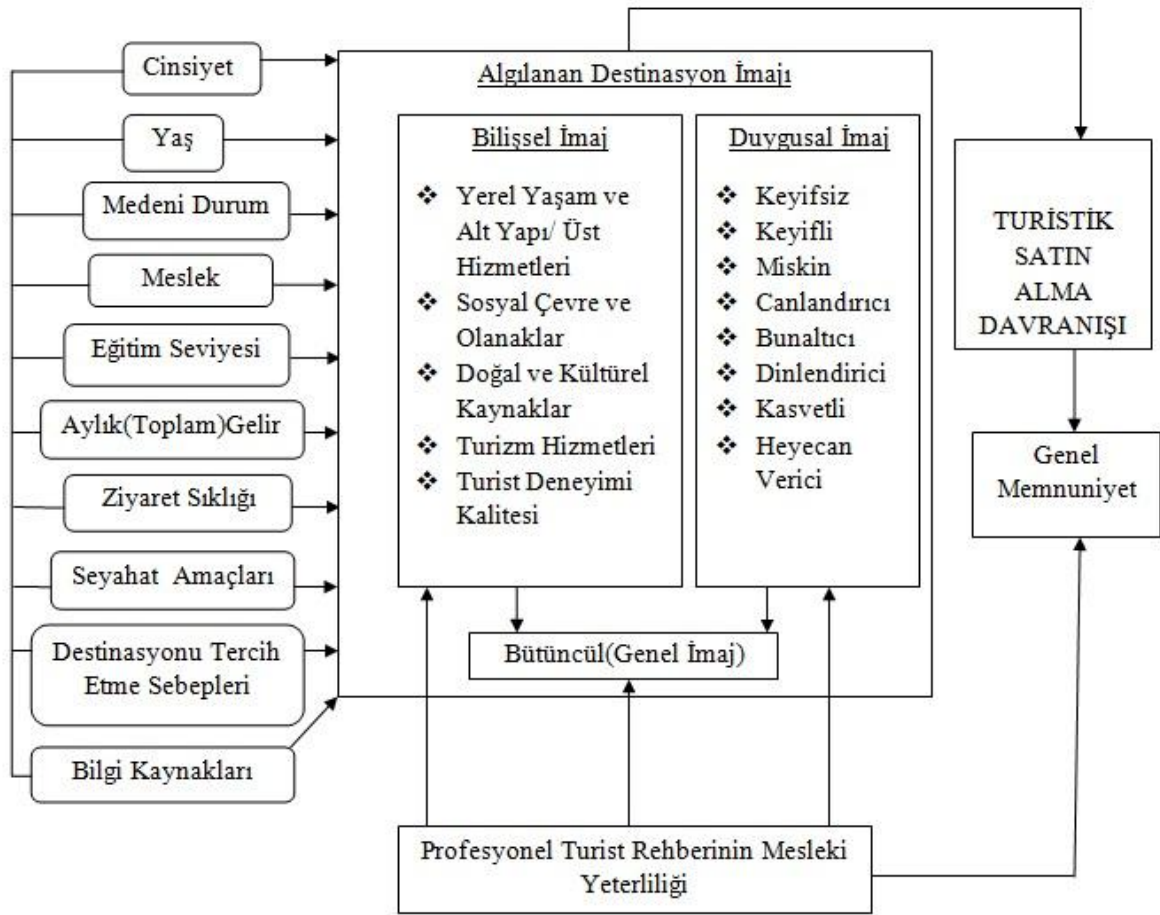 Cinsiyet
Yaş
Medeni Durum
Meslek
Eğitim Seviyesi
Aylık(Toplam)Gelir
Ziyaret Sıklığı
Seyahat Amaçları
Destinasyonu Tercih
Etme Sebepleri
Bilgi Kaynakları
Algılanan Destinasyon İmajı
Bilişsel İmaj
❖ Yerel Yaşam ve
Alt Yapı/ Üst
Hizmetleri
❖ Sosyal Çevre ve
Olanaklar
❖ Doğal ve Kültürel
Kaynaklar
❖ Turizm Hizmetleri
❖ Turist Deneyimi
Kalitesi
Duygusal İmaj
❖ Keyifsiz
❖ Keyifli
❖ Miskin
❖ Canlandırıcı
❖ Bunaltıcı
❖ Dinlendirici
❖ Kasvetli
❖ Heyecan
Verici
Bütüncül(Genel İmaj)
TURİSTİK
SATIN
ALMA
DAVRANIŞI
Genel
Memnuniyet
Profesyonel Turist Rehberinin Mesleki
Yeterliliği